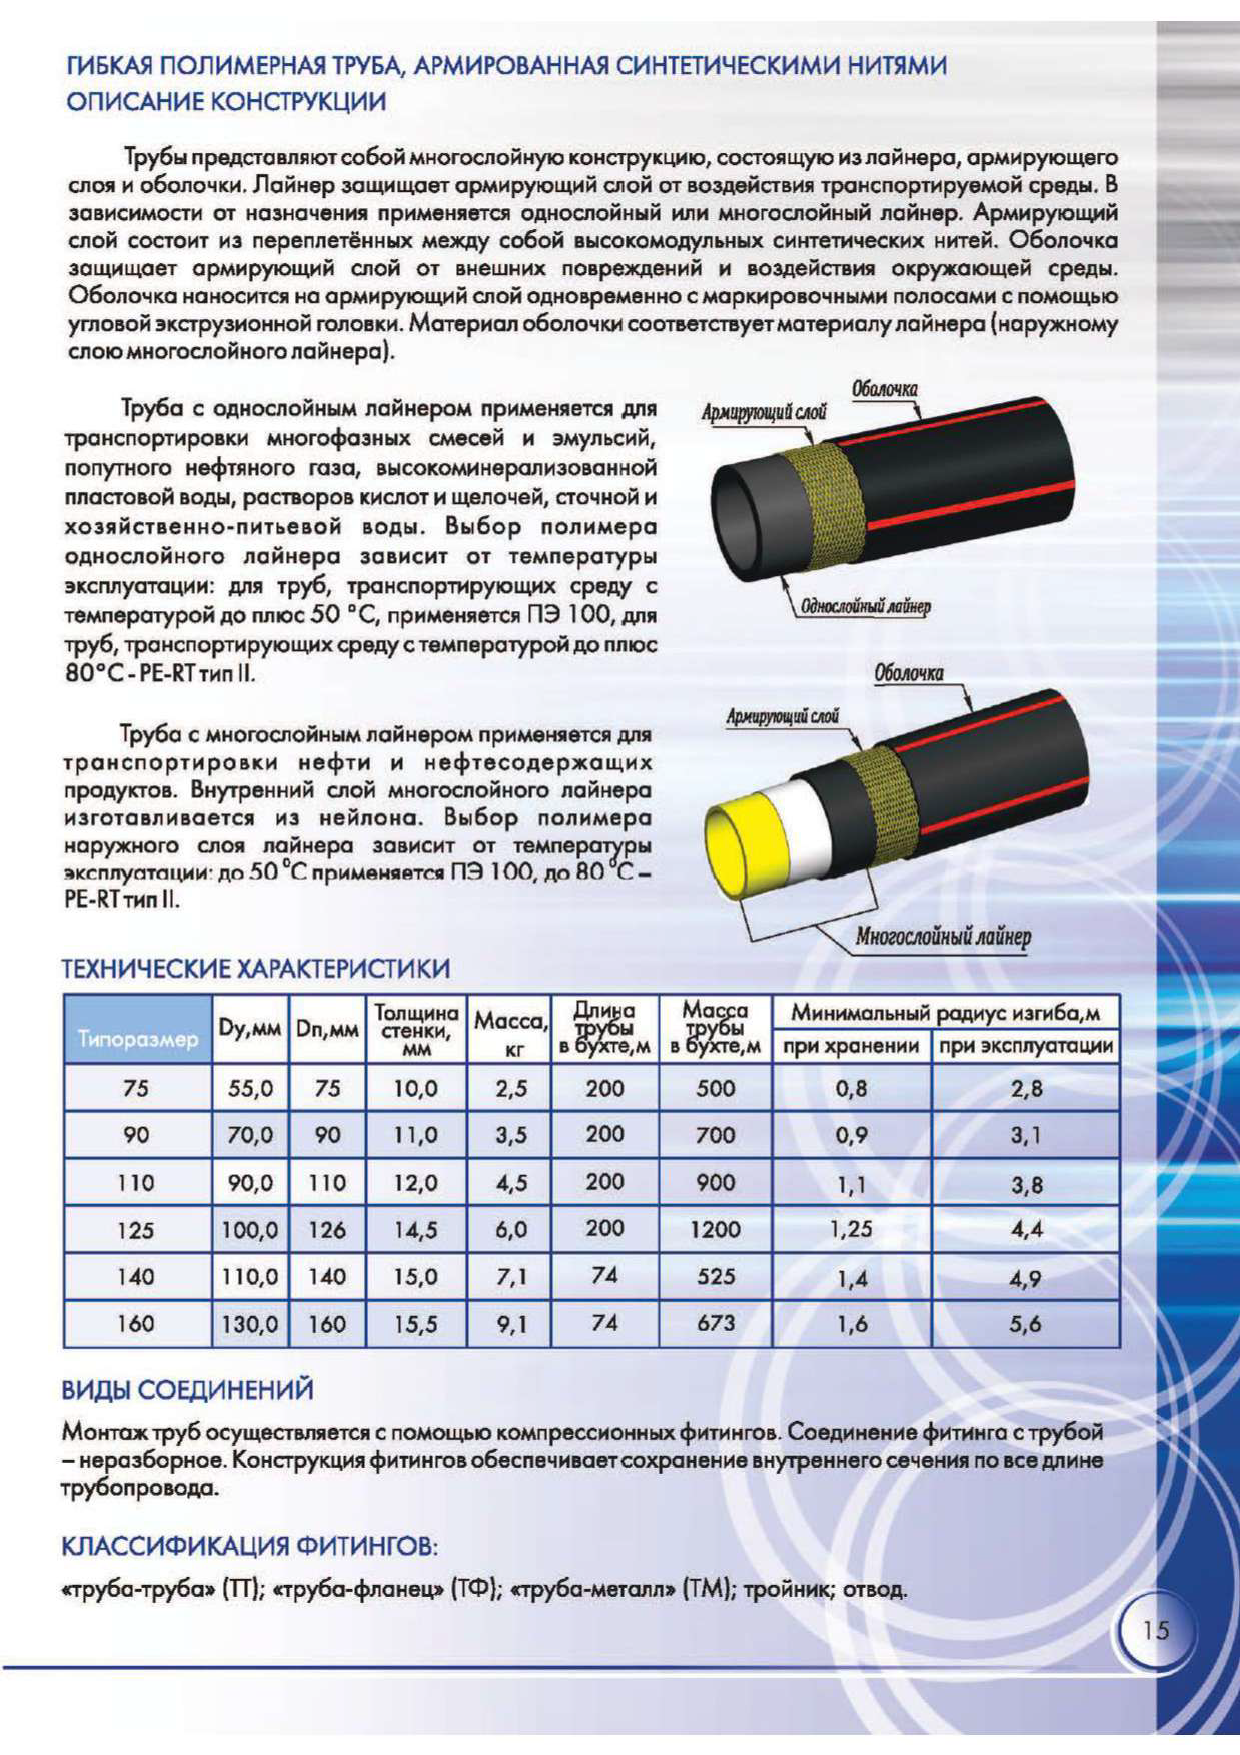 ГИБКАЯ ПОЛИМЕРНАЯ ТРУБА, АРМИРОВАННАЯ СИНТЕТИЧЕСКИМИ НИТЯМИ
ОПИСАНИЕ КОНСТРУКЦИИ
Трубы представляют собой многослойную конструкцию, состоящую из лайнера, армирующего
слоя и оболочки. Лайнер защищает армирующий слой от воздействия транспортируемой среды. В
зависимости от назначения применяется однослойный или многослойный лайнер. Армирующий
слой состоит из переплетённых между собой высокомодульных синтетических нитей. Оболочка
защищает армирующий слой от внешних повреждений и воздействия окружающей среды.
Оболочка наносится на армирующий слой одновременно с маркировочными полосами с помощью
угловой экструзионной головки. Материал оболочки соответствует материалу лайнера (наружному
слою многослойного лайнера).
Труба с однослойным лайнером применяется для
транспортировки многофазных смесей и эмульсий,
попутного нефтяного газа, высокоминерализованной
пластовой воды, растворов кислот и щелочей, сточной и
хозяйственно-питьевой воды. Выбор полимера
однослойного лайнера зависит от температуры
эксплуатации: для труб, транспортирующих среду с
температурой до плюс 50 °С, применяется ПЭ 100, для
труб, транспортирующих среду с температурой до плюс
80°С - PE-RT тип II.
Оболочка
Армирующий слой
Однослойный лайнер
Труба с многослойным лайнером применяется для
транспортировки нефти и нефтесодержащих
продуктов. Внутренний слой многослойного лайнера
изготавливается из нейлона. Выбор полимера
наружного слоя лайнера зависит от температуры
эксплуатации: до 50 °С применяется ПЭ 100, до 80 °С –
PE-RT тип II.
Оболочка
Армирующий слой
Многослойный лайнер
ТЕХНИЧЕСКИЕ ХАРАКТЕРИСТИКИ
Типоразмер Dу,мм Dn,мм Толщина стенки, мм Масса, кг Длина трубы в бухте,м Масса трубы в бухте,м Минимальный радиус изгиба,м
при хранении при эксплуатации
75 55,0 75 10,0 2,5 200 500 0,8 2,8
90 70,0 90 11,0 3,5 200 700 0,9 3,1
110 90,0 110 12,0 4,5 200 900 1,1 3,8
125 100,0 126 14,5 6,0 200 1200 1,25 4,4
140 110,0 140 15,0 7,1 74 525 1,4 4,9
160 130,0 160 15,5 9,1 74 673 1,6 5,6
ВИДЫ СОЕДИНЕНИЙ
Монтаж труб осуществляется с помощью компрессионных фитингов. Соединение фитинга с трубой
– неразборное. Конструкция фитингов обеспечивает сохранение внутреннего сечения по все длине
трубопровода.
КЛАССИФИКАЦИЯ ФИТИНГОВ:
«труба-труба» (ТТ); «труба-фланец» (ТФ); «труба-металл» (ТМ); тройник; отвод.
15